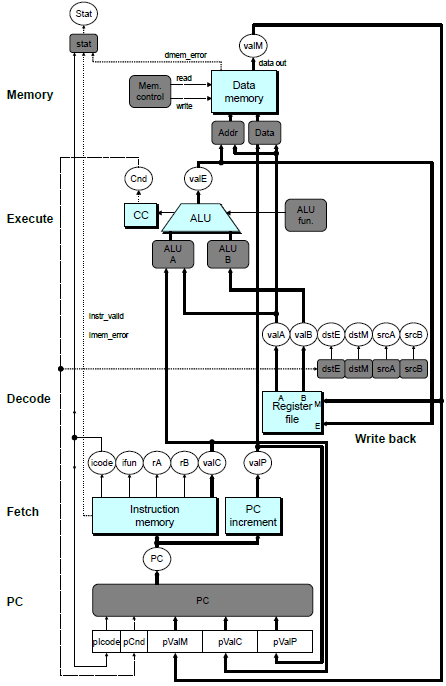 Stat
stat
dmem_error
valM
data out
Memory
Mem.
control
read
write
Data
memory
Addr
Data
Cnd
valE
Execute
CC
ALU
ALU
fun.
ALU
A
ALU
B
Instr_valid
Imem_error
valA
valB
dstE
dstM
srcA
srcB
dstE
dstM
srcA
srcB
Decode
A
B
Register
file
M
E
Write back
icode
ifun
rA
rB
valC
valP
Fetch
Instruction
memory
PC
increment
PC
PC
PC
pIcode
pCnd
pValM
pValC
pValP